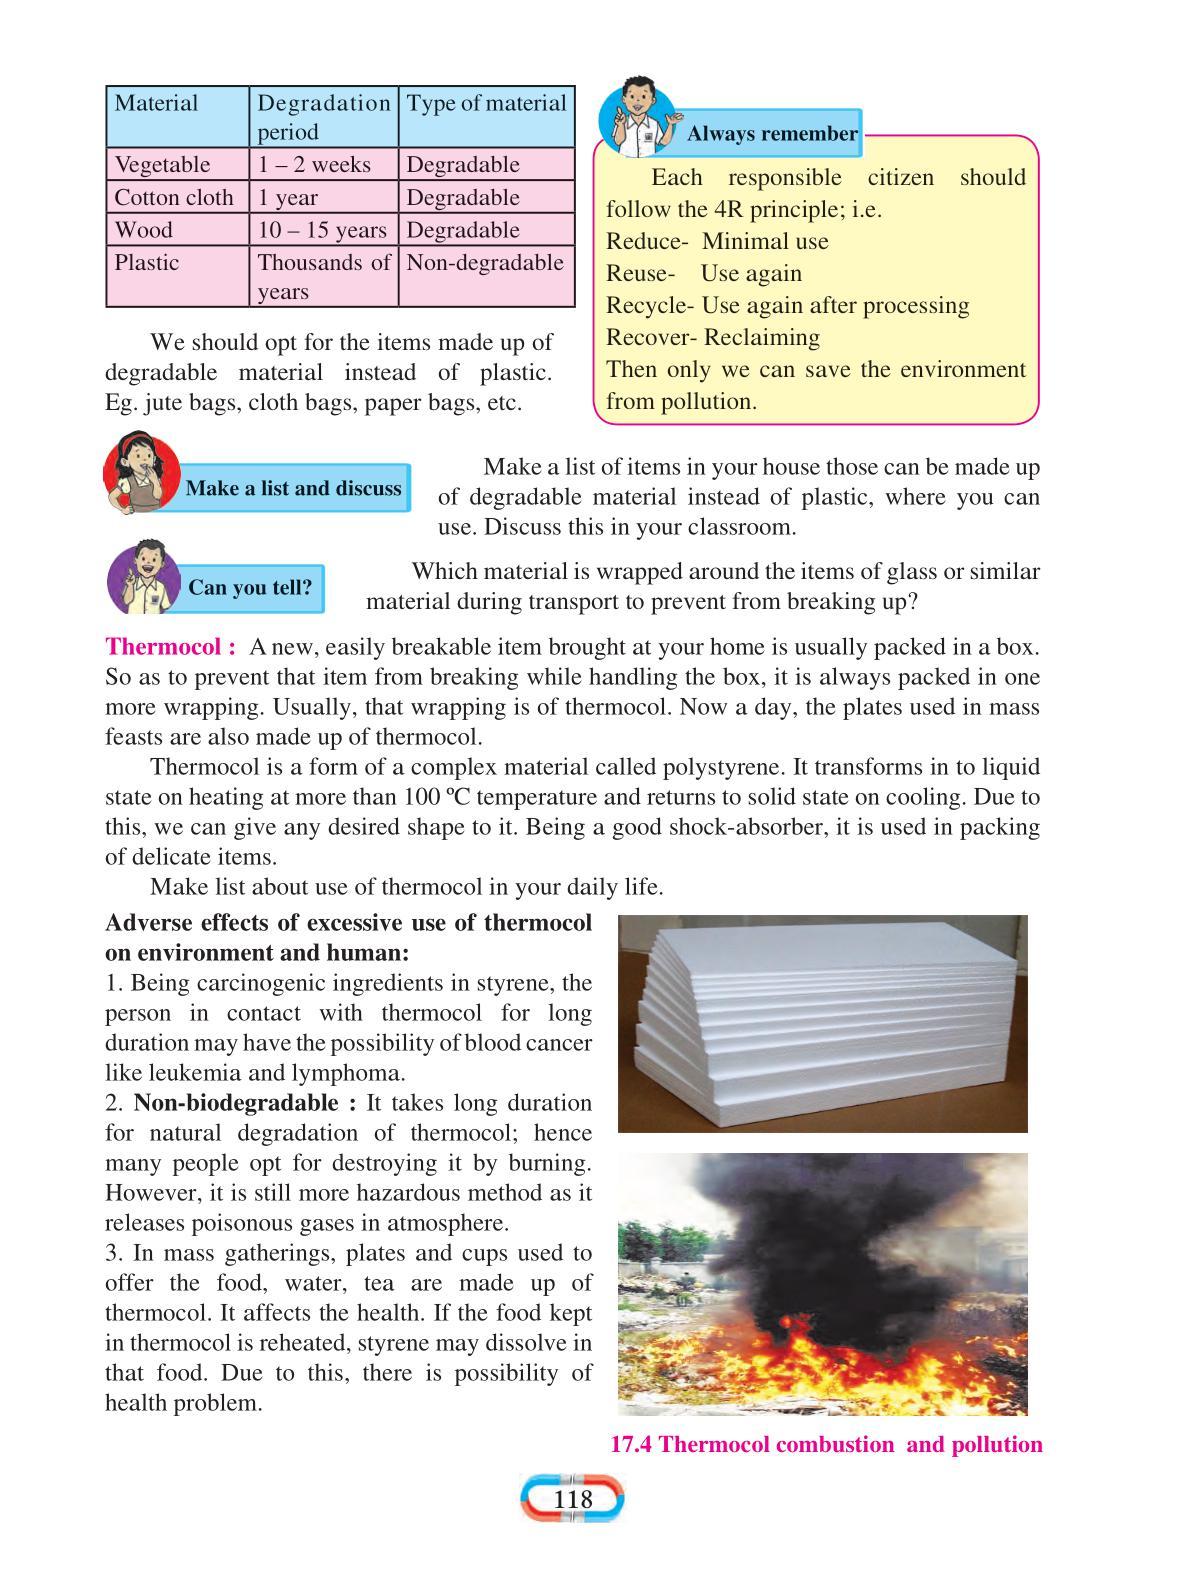 Material Degradation period Type of material
Vegetable 1 – 2 weeks Degradable
Cotton cloth 1 year Degradable
Wood 10 – 15 years Degradable
Plastic Thousands of years Non-degradable
We should opt for the items made up of
degradable material instead of plastic.
Eg. jute bags, cloth bags, paper bags, etc.
Always remember
Each responsible citizen should
follow the 4R principle; i.e.
Reduce- Minimal use
Reuse- Use again
Recycle- Use again after processing
Recover- Reclaiming
Then only we can save the environment
from pollution.
Make a list and discuss
Make a list of items in your house those can be made up
of degradable material instead of plastic, where you can
use. Discuss this in your classroom.
Can you tell?
Which material is wrapped around the items of glass or similar
material during transport to prevent from breaking up?
Thermocol : A new, easily breakable item brought at your home is usually packed in a box.
So as to prevent that item from breaking while handling the box, it is always packed in one
more wrapping. Usually, that wrapping is of thermocol. Now a day, the plates used in mass
feasts are also made up of thermocol.
Thermocol is a form of a complex material called polystyrene. It transforms in to liquid
state on heating at more than 100 ºC temperature and returns to solid state on cooling. Due to
this, we can give any desired shape to it. Being a good shock-absorber, it is used in packing
of delicate items.
Make list about use of thermocol in your daily life.
Adverse effects of excessive use of thermocol
on environment and human:
1. Being carcinogenic ingredients in styrene, the
person in contact with thermocol for long
duration may have the possibility of blood cancer
like leukemia and lymphoma.
2. Non-biodegradable : It takes long duration
for natural degradation of thermocol; hence
many people opt for destroying it by burning.
However, it is still more hazardous method as it
releases poisonous gases in atmosphere.
3. In mass gatherings, plates and cups used to
offer the food, water, tea are made up of
thermocol. It affects the health. If the food kept
in thermocol is reheated, styrene may dissolve in
that food. Due to this, there is possibility of
health problem.
17.4 Thermocol combustion and pollution
118